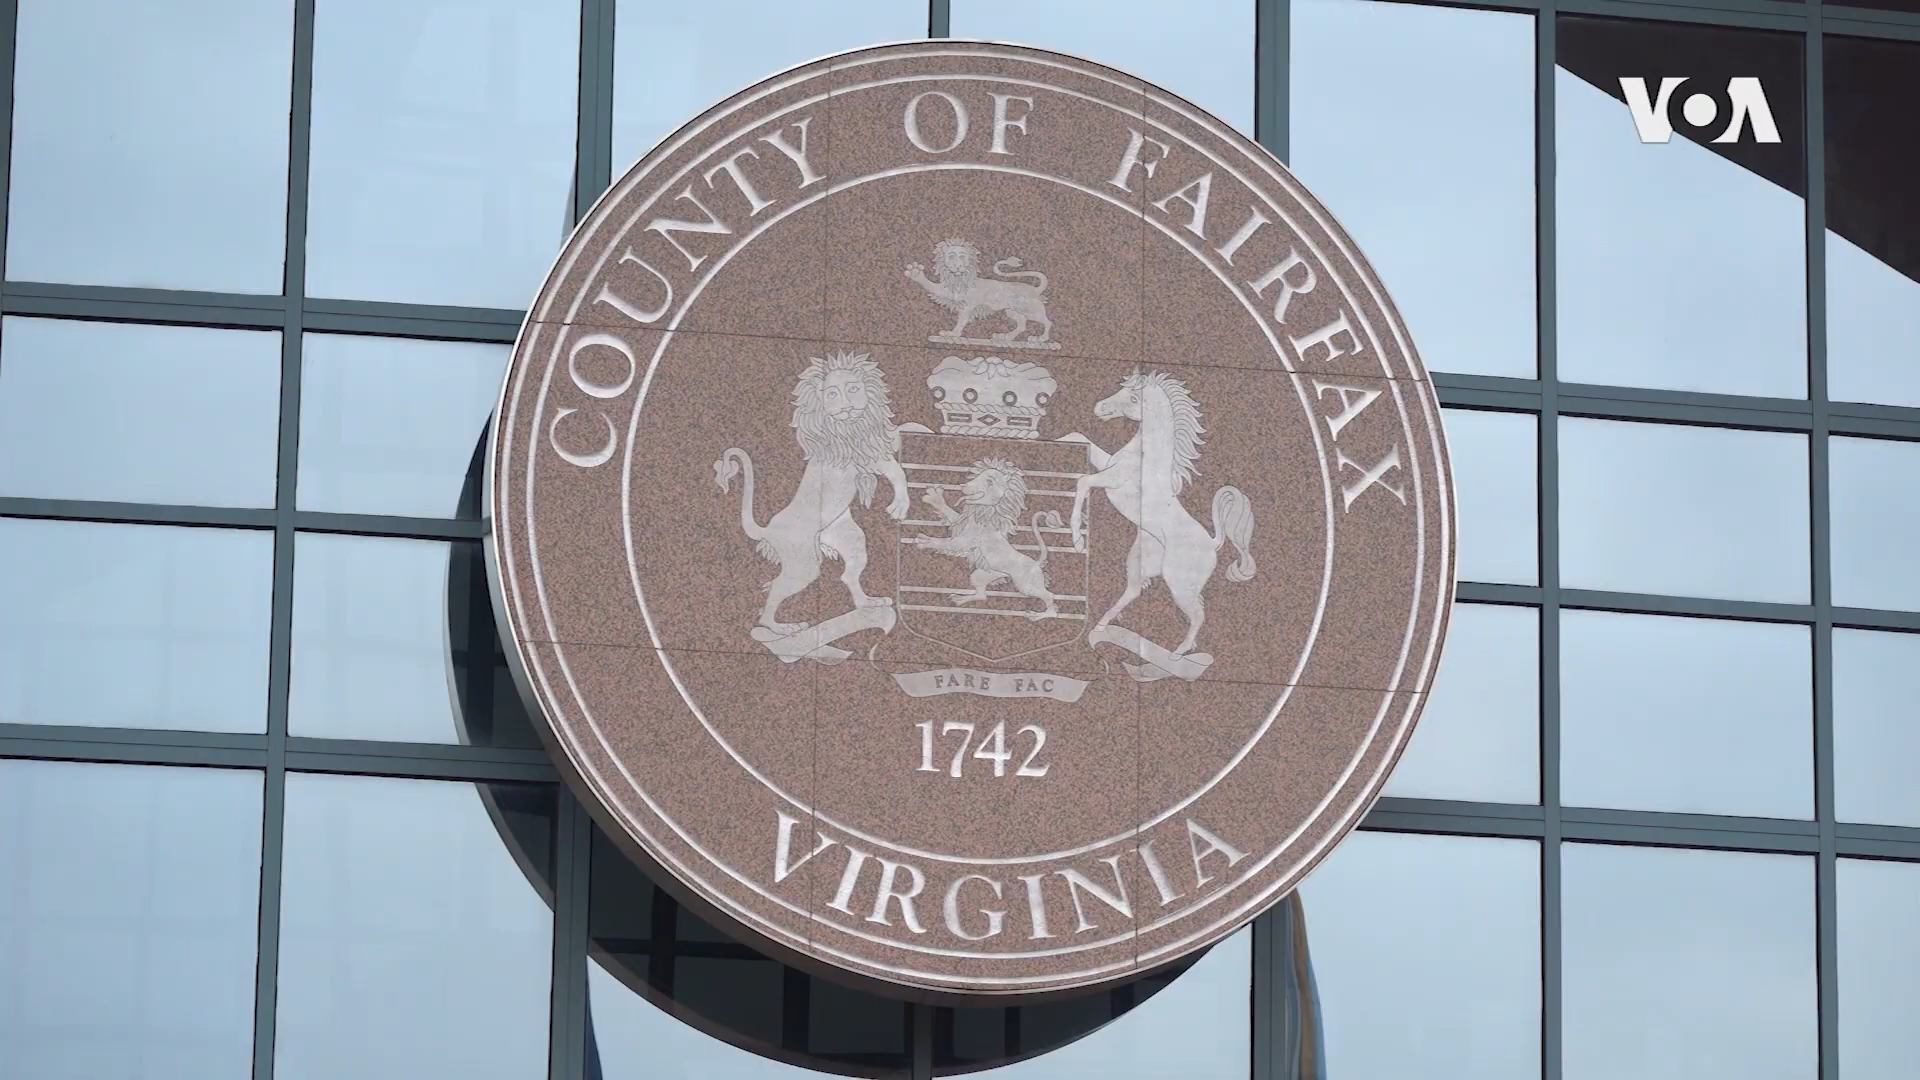 VOA
COUNTY OF FAIRFAX
FARE FAC
1742
VIRGINIA